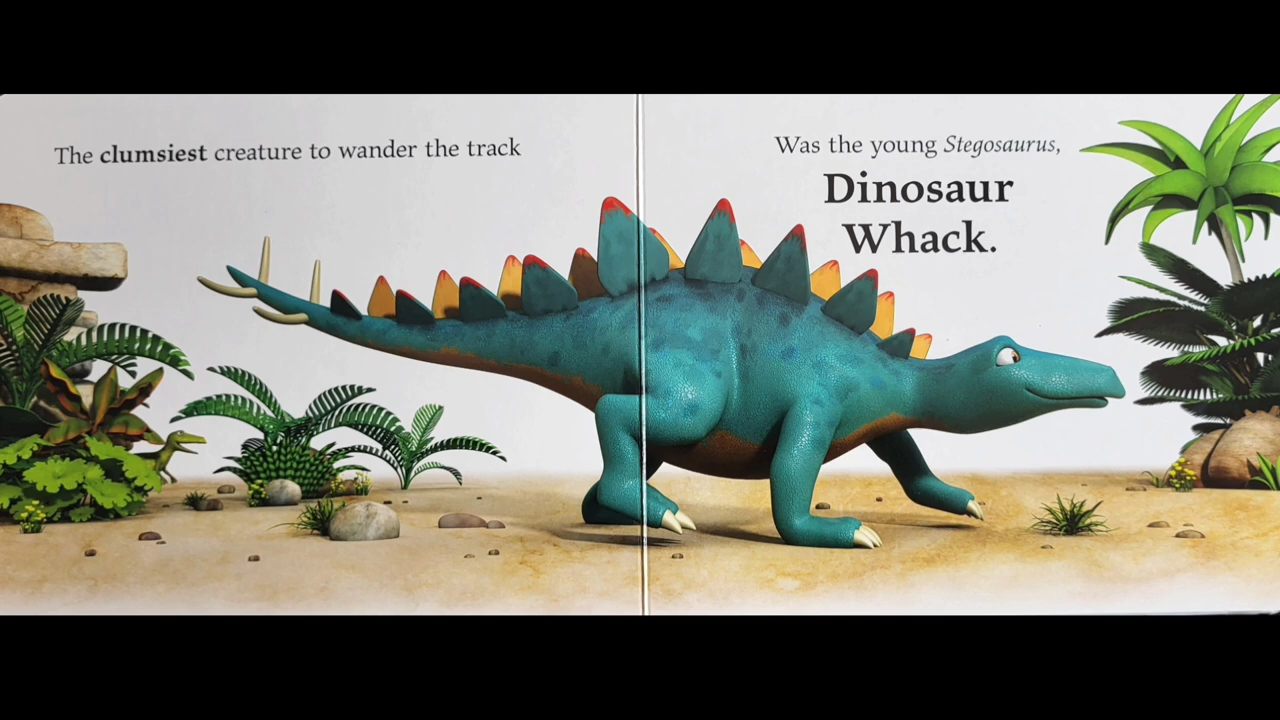 The clumsiest creature to wander the track
Was the young Stegosaurus,
Dinosaur
Whack.